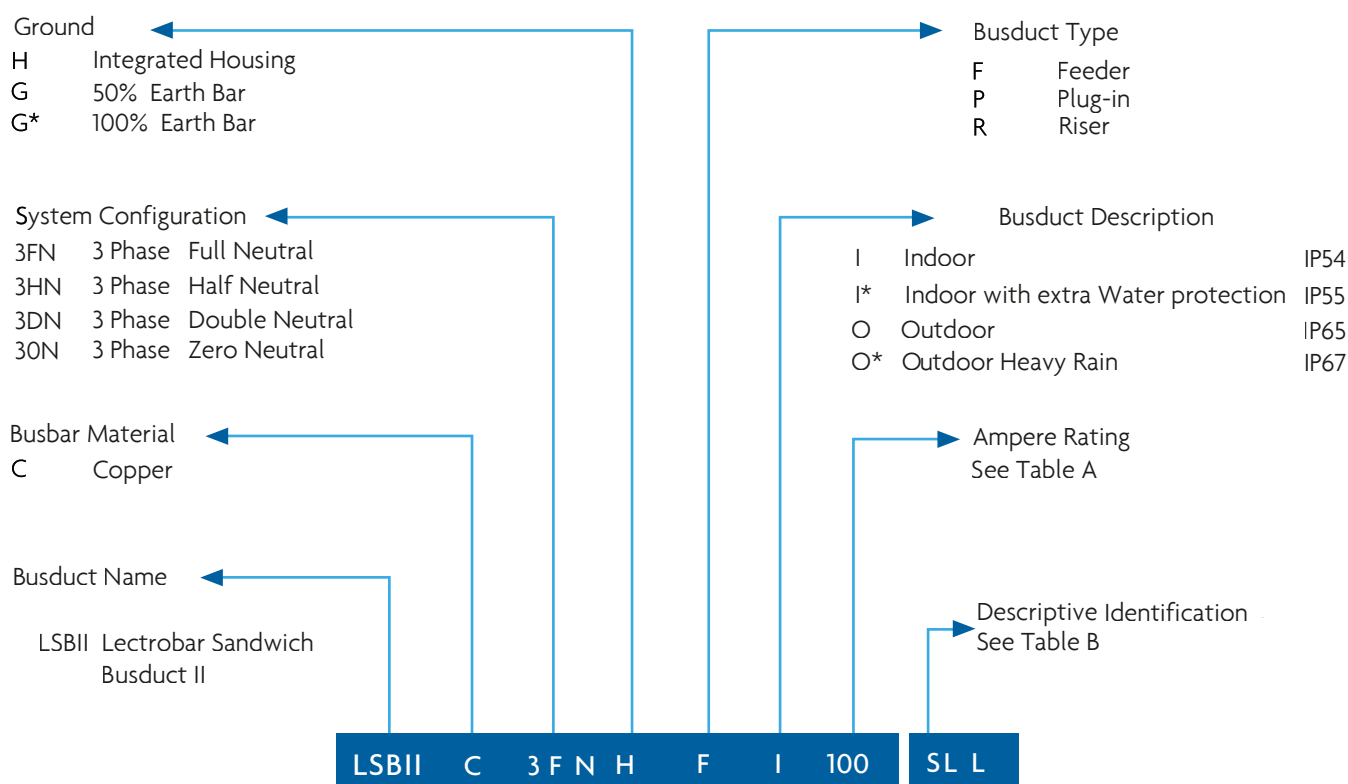 Ground
H Integrated Housing
G 50% Earth Bar
G* 100% Earth Bar
System Configuration
3FN 3 Phase Full Neutral
3HN 3 Phase Half Neutral
3DN 3 Phase Double Neutral
30N 3 Phase Zero Neutral
Busbar Material
C Copper
Busduct Name
LSBII Lectrobar Sandwich
Busduct II
Busduct Type
F Feeder
P Plug-in
R Riser
Busduct Description
I Indoor IP54
I* Indoor with extra Water protection IP55
O Outdoor IP65
O* Outdoor Heavy Rain IP67
Ampere Rating
See Table A
Descriptive Identification
See Table B
LSBII C 3 F N H F I 100 SL L